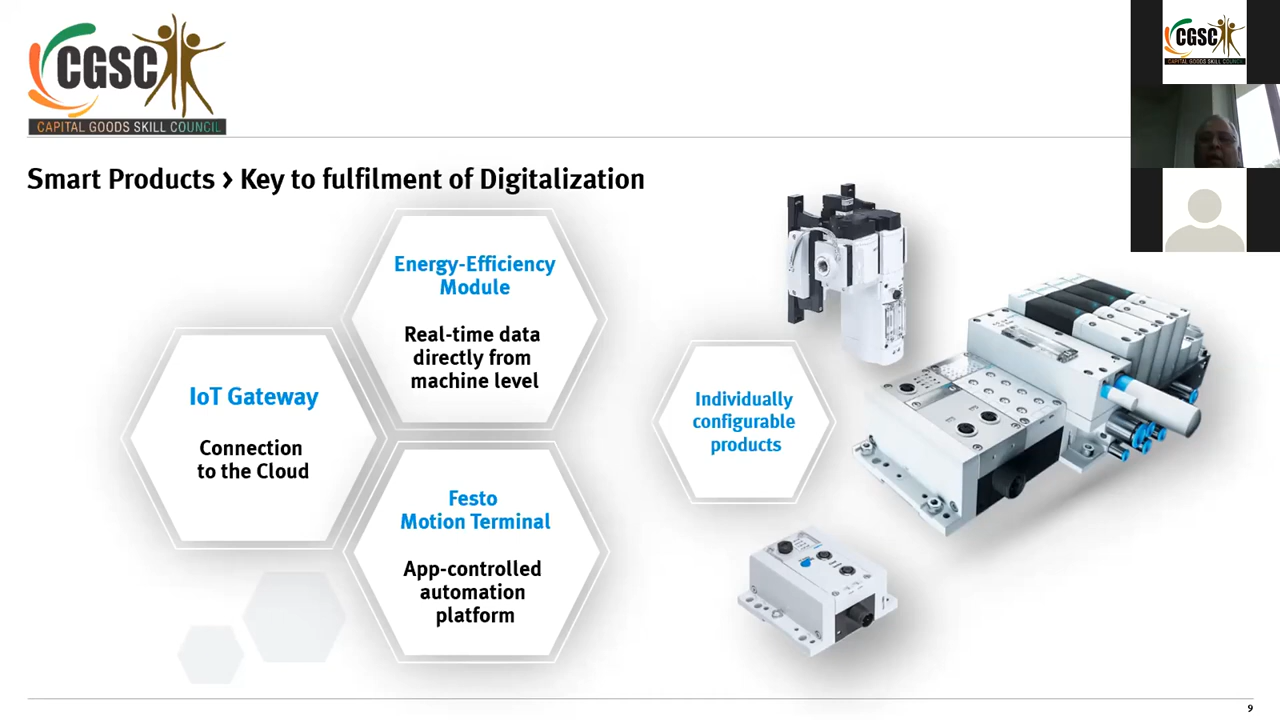 CGSC
CAPITAL GOODS SKILL COUNCIL
CGSC
CAPITAL GOODS SKILL COUNCIL
Smart Products > Key to fulfilment of Digitalization
Energy-Efficiency
Module
Real-time data
directly from
machine level
IoT Gateway
Connection
to the Cloud
Festo
Motion Terminal
App-controlled
automation
platform
Individually
configurable
products
9